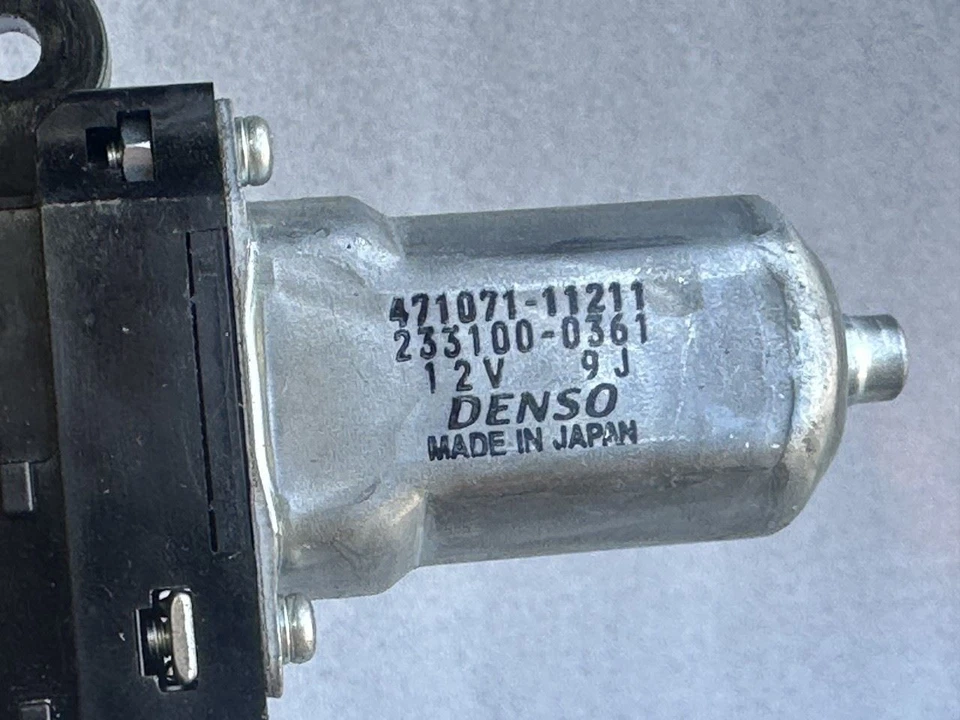 471071-11211
233100-0361
12V 9J
DENSO
MADE IN JAPAN